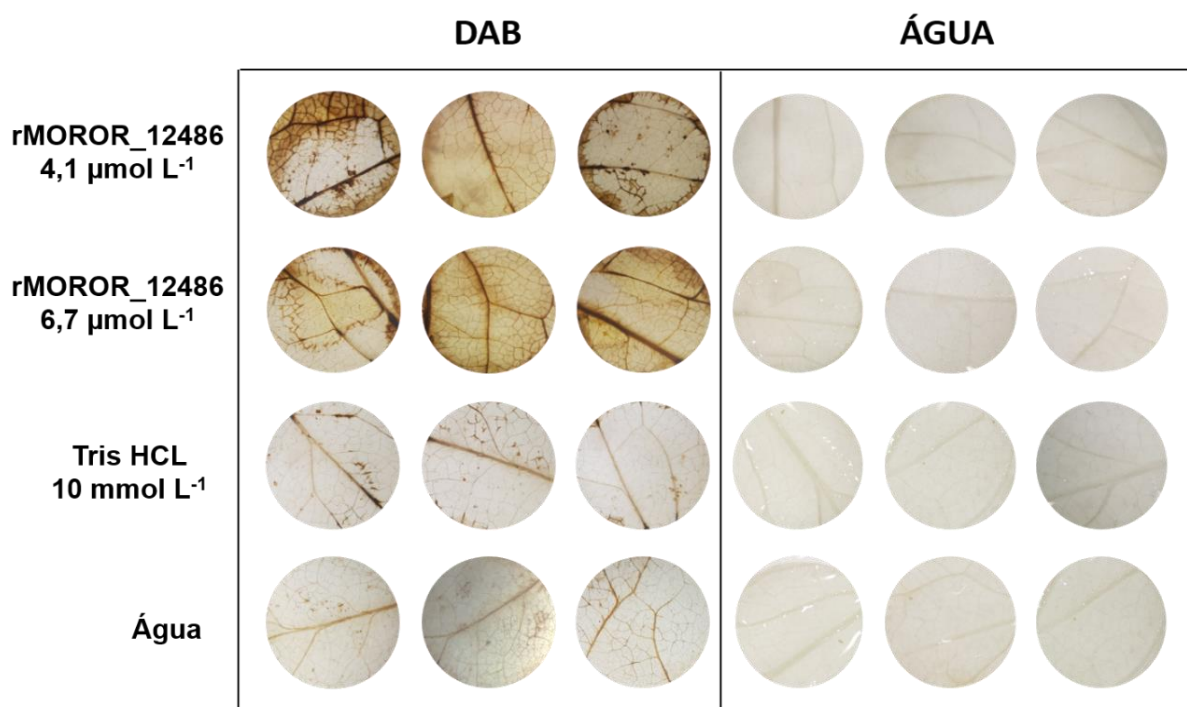 DAB
ÁGUA
rMOROR_12486
4,1 µmol L⁻¹
rMOROR_12486
6,7 µmol L⁻¹
Tris HCL
10 mmol L⁻¹
Água